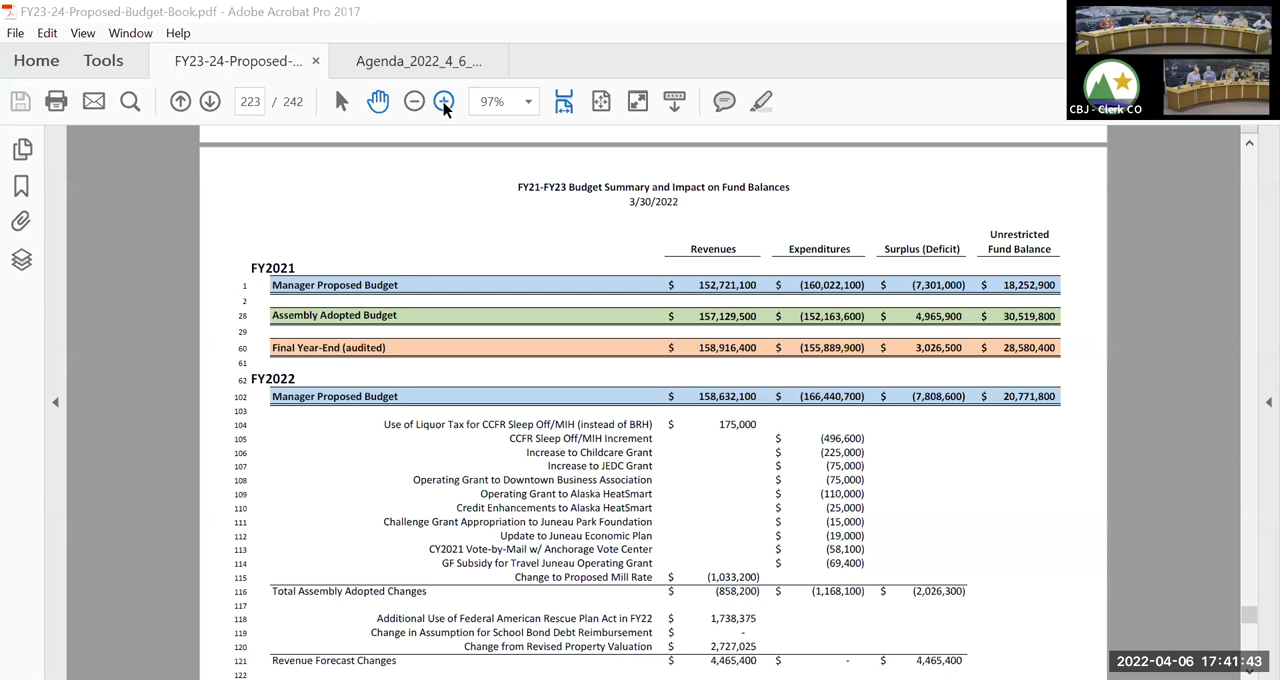 FY23-24-Proposed-Budget-Book.pdf - Adobe Acrobat Pro 2017
File Edit View Window Help
Home Tools FY23-24-Proposed-... × Agenda_2022_4_6_...
223 / 242 97%
CBJ - Clerk CO
FY21-FY23 Budget Summary and Impact on Fund Balances
3/30/2022
Revenues Expenditures Surplus (Deficit) Unrestricted Fund Balance
FY2021
1 Manager Proposed Budget $ 152,721,100 $ (160,022,100) $ (7,301,000) $ 18,252,900
2
28 Assembly Adopted Budget $ 157,129,500 $ (152,163,600) $ 4,965,900 $ 30,519,800
29
60 Final Year-End (audited) $ 158,916,400 $ (155,889,900) $ 3,026,500 $ 28,580,400
61
62 FY2022
102 Manager Proposed Budget $ 158,632,100 $ (166,440,700) $ (7,808,600) $ 20,771,800
103
104 Use of Liquor Tax for CCFR Sleep Off/MIH (instead of BRH) $ 175,000
105 CCFR Sleep Off/MIH Increment $ (496,600)
106 Increase to Childcare Grant $ (225,000)
107 Increase to JEDC Grant $ (75,000)
108 Operating Grant to Downtown Business Association $ (75,000)
109 Operating Grant to Alaska HeatSmart $ (110,000)
110 Credit Enhancements to Alaska HeatSmart $ (25,000)
111 Challenge Grant Appropriation to Juneau Park Foundation $ (15,000)
112 Update to Juneau Economic Plan $ (19,000)
113 CY2021 Vote-by-Mail w/ Anchorage Vote Center $ (58,100)
114 GF Subsidy for Travel Juneau Operating Grant $ (69,400)
115 Change to Proposed Mill Rate $ (1,033,200)
116 Total Assembly Adopted Changes $ (858,200) $ (1,168,100) $ (2,026,300)
117
118 Additional Use of Federal American Rescue Plan Act in FY22 $ 1,738,375
119 Change in Assumption for School Bond Debt Reimbursement $ -
120 Change from Revised Property Valuation $ 2,727,025
121 Revenue Forecast Changes $ 4,465,400 $ - $ 4,465,400
122
2022-04-06 17:41:43